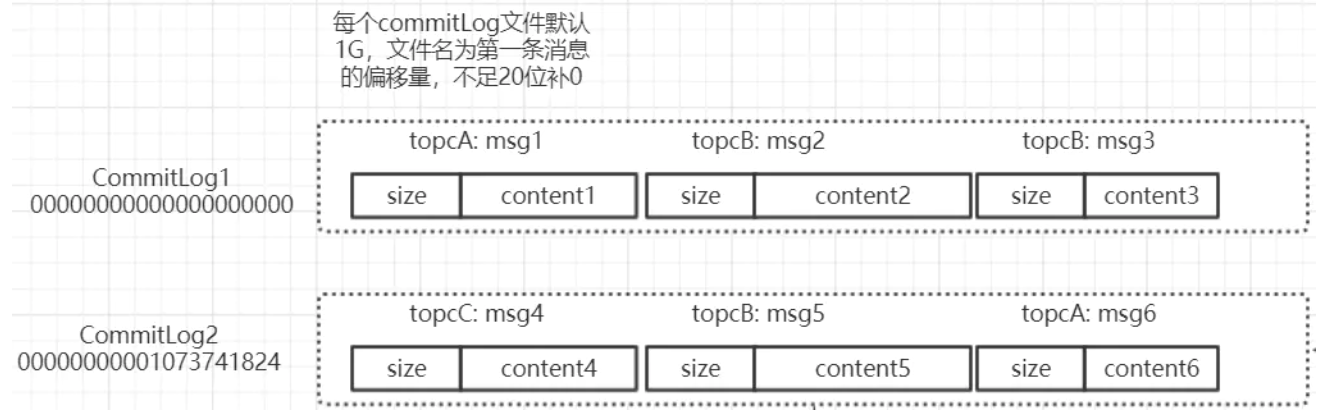 每个commitLog文件默认
1G，文件名为第一条消息
的偏移量，不足20位补0
topcA: msg1
topcB: msg2
topcB: msg3
CommitLog1
00000000000000000000
size
content1
size
content2
size
content3
topcC: msg4
topcB: msg5
topcA: msg6
CommitLog2
00000000001073741824
size
content4
size
content5
size
content6